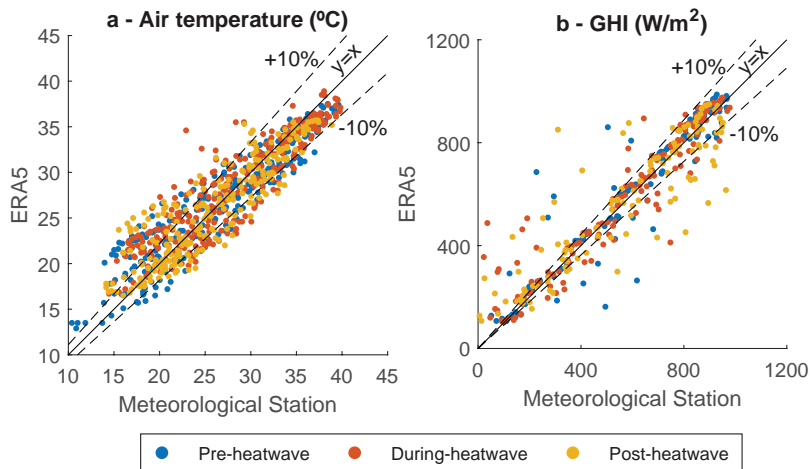 a - Air temperature (ºC)
45
40
35
30
25
20
15
10
ERA5
+10%
y=x
-10%
10 15 20 25 30 35 40 45
Meteorological Station
b - GHI (W/m²)
1200
800
400
0
ERA5
+10%
y=x
-10%
0 400 800 1200
Meteorological Station
Pre-heatwave During-heatwave Post-heatwave